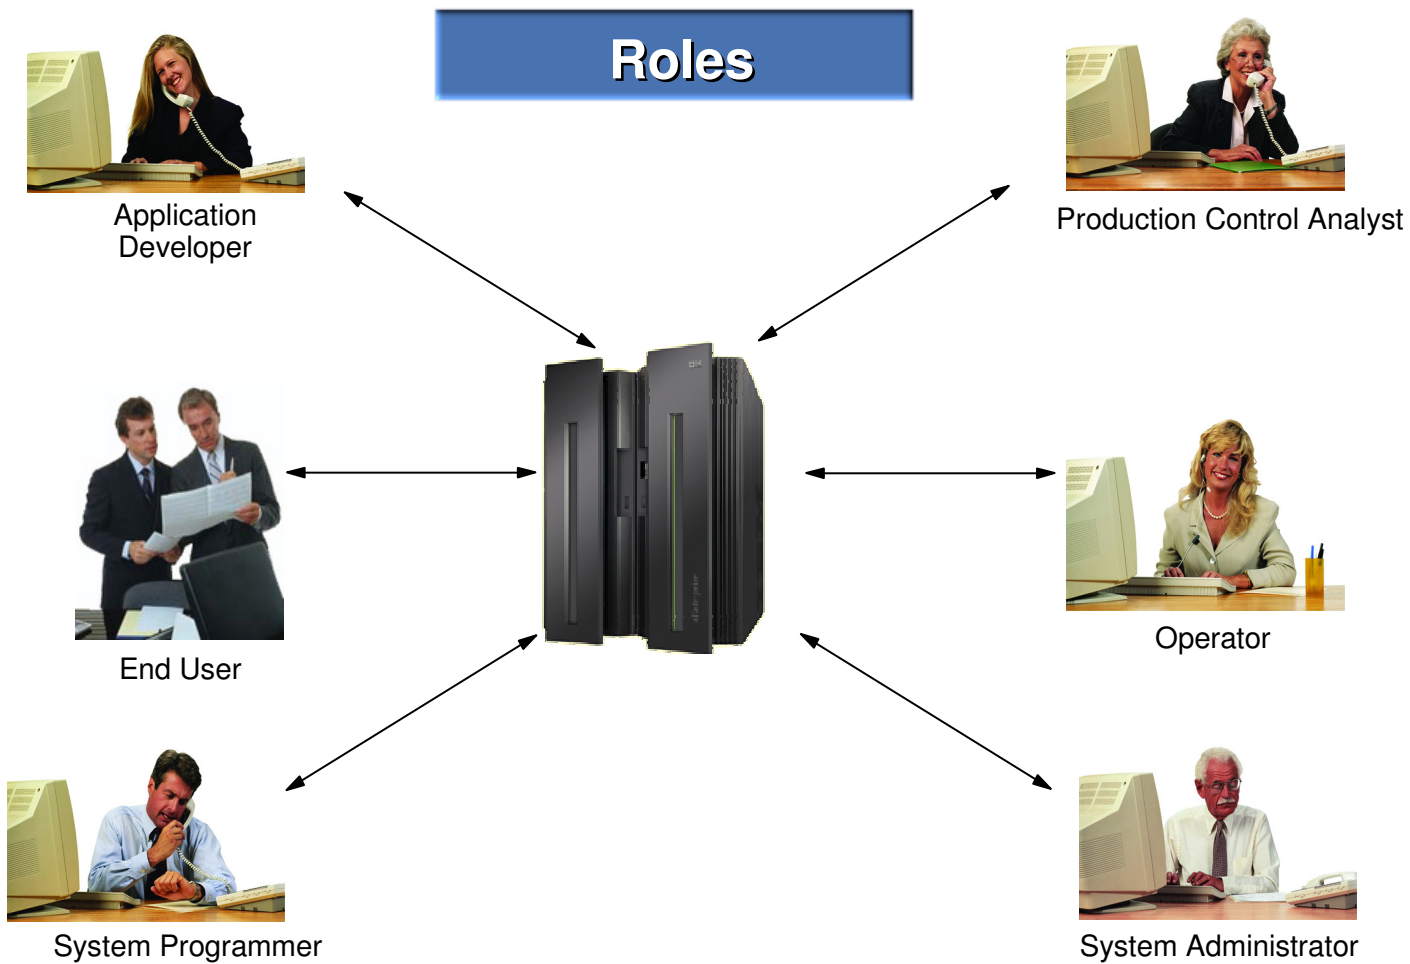 Roles
Application
Developer
Production Control Analyst
End User
Operator
System Programmer
System Administrator